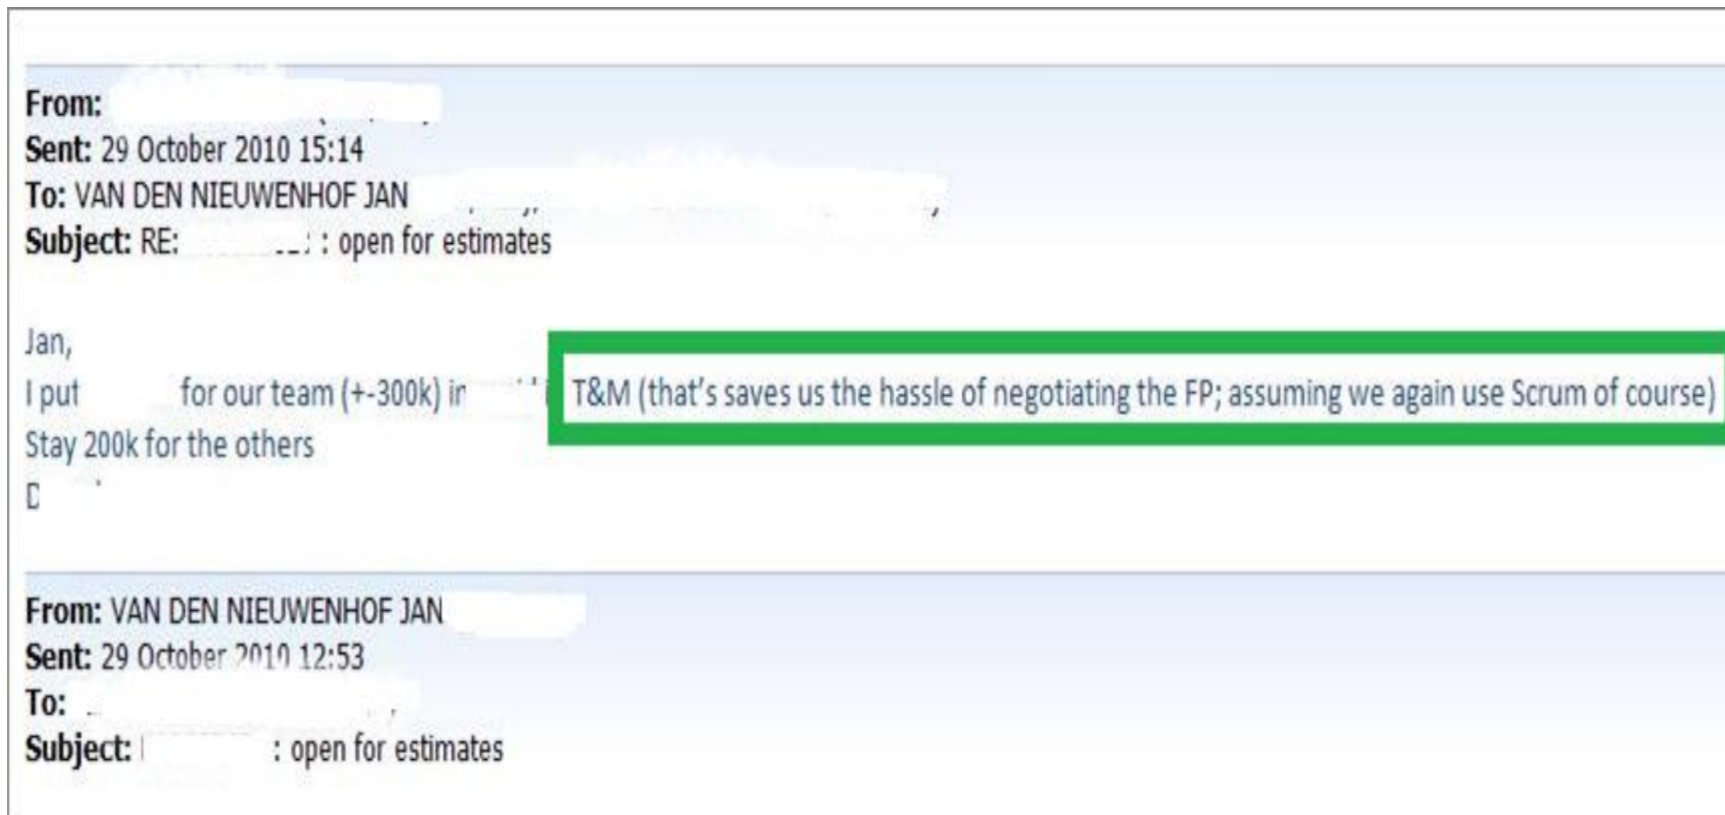 From:
Sent: 29 October 2010 15:14
To: VAN DEN NIEUWENHOF JAN
Subject: RE: : open for estimates
Jan,
I put for our team (+-300k) in T&M (that's saves us the hassle of negotiating the FP; assuming we again use Scrum of course)
Stay 200k for the others
D
From: VAN DEN NIEUWENHOF JAN
Sent: 29 October 2010 12:53
To:
Subject: : open for estimates